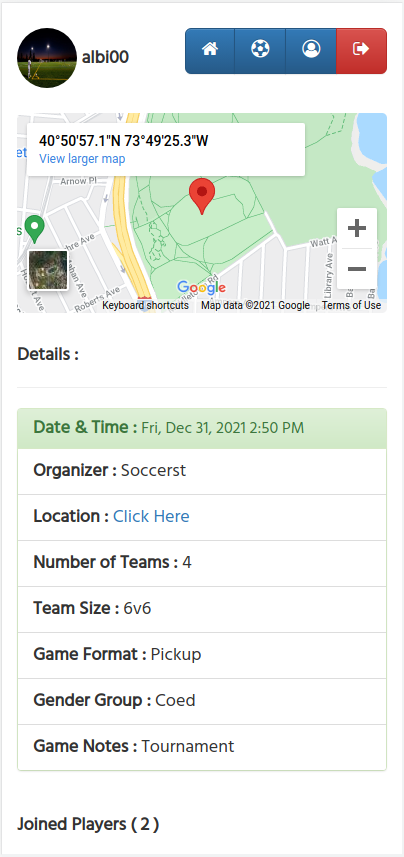 albi00
40°50'57.1"N 73°49'25.3"W
View larger map
Arnow Pl
Roberts Ave
Watt A
Library Ave
Google
Keyboard shortcuts Map data ©2021 Google Terms of Use
Details :
Date & Time : Fri, Dec 31, 2021 2:50 PM
Organizer : Soccerst
Location : Click Here
Number of Teams : 4
Team Size : 6v6
Game Format : Pickup
Gender Group : Coed
Game Notes : Tournament
Joined Players ( 2 )